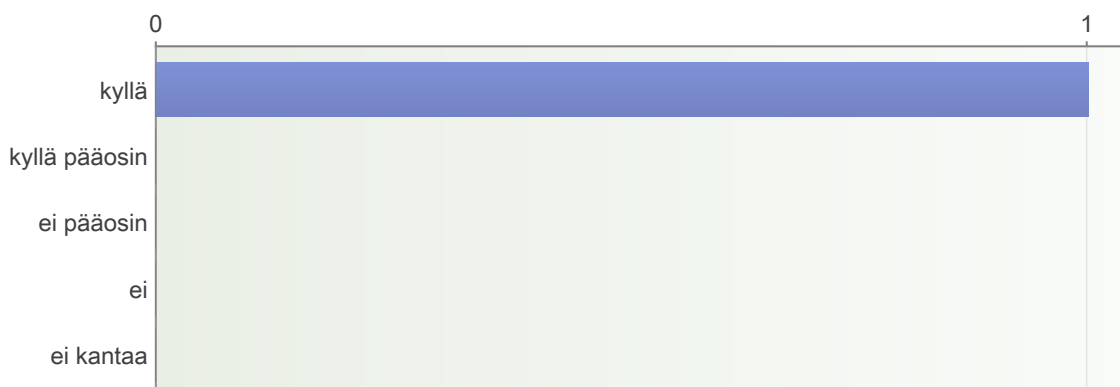 0 1
kyllä
kyllä pääosin
ei pääosin
ei
ei kantaa